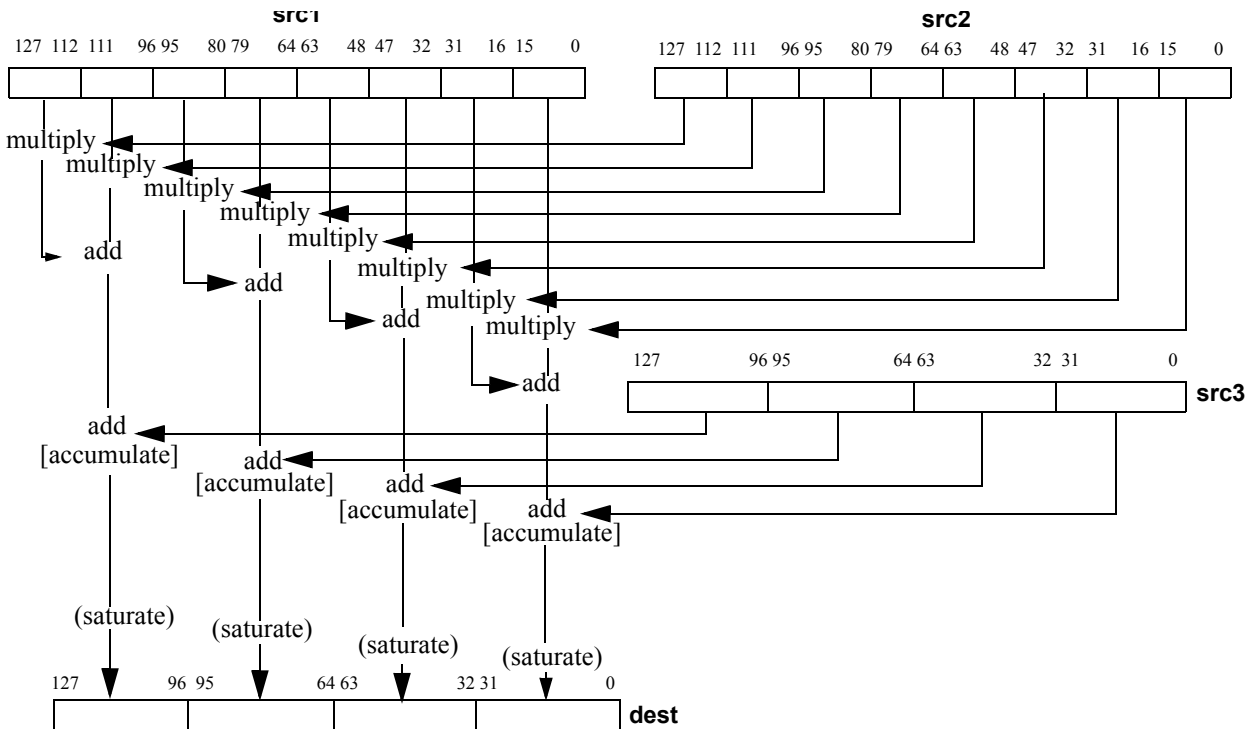 src1
src2
127 112 111 96 95 80 79 64 63 48 47 32 31 16 15 0
127 112 111 96 95 80 79 64 63 48 47 32 31 16 15 0
multiply
multiply
multiply
multiply
multiply
multiply
multiply
multiply
add
add
add
add
127 96 95 64 63 32 31 0
src3
add
[accumulate]
add
[accumulate]
add
[accumulate]
add
[accumulate]
(saturate)
(saturate)
(saturate)
(saturate)
127 96 95 64 63 32 31 0
dest